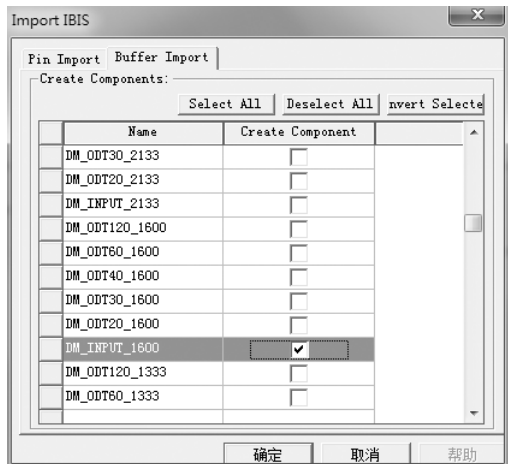 Import IBIS
Pin Import Buffer Import
Create Components:
Select All Deselect All nvert Selecte
Name Create Component
DM_ODT30_2133
DM_ODT20_2133
DM_INPUT_2133
DM_ODT120_1600
DM_ODT60_1600
DM_ODT40_1600
DM_ODT30_1600
DM_ODT20_1600
DM_INPUT_1600
DM_ODT120_1333
DM_ODT60_1333
确定 取消 帮助